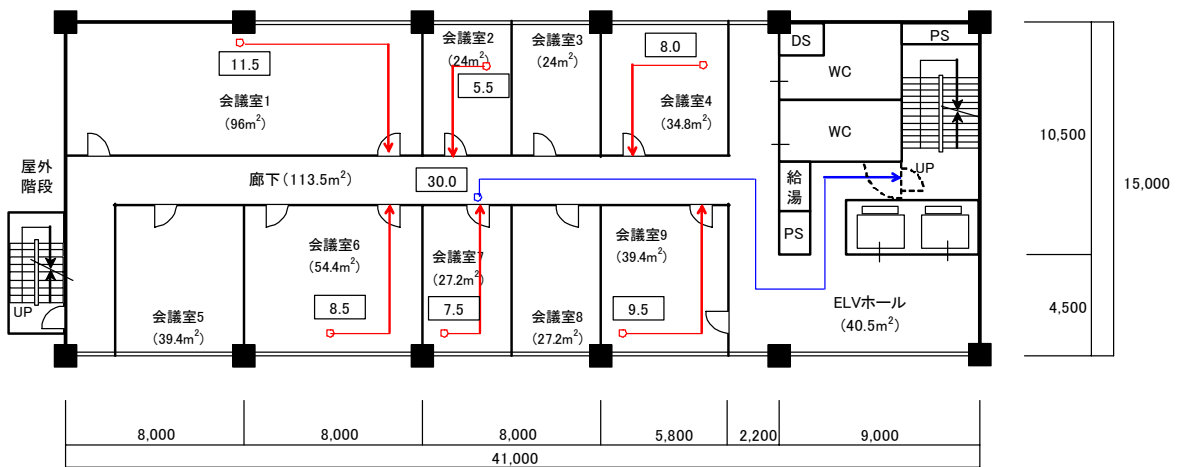 DS
PS
会議室2
(24m²)
会議室3
(24m²)
8.0
WC
11.5
5.5
会議室1
(96m²)
会議室4
(34.8m²)
WC
10,500
屋外
階段
廊下(113.5m²)
30.0
給湯
UP
15,000
PS
会議室6
(54.4m²)
会議室7
(27.2m²)
会議室9
(39.4m²)
UP
8.5
7.5
9.5
会議室5
(39.4m²)
会議室8
(27.2m²)
ELVホール
(40.5m²)
4,500
8,000
8,000
8,000
5,800
2,200
9,000
41,000